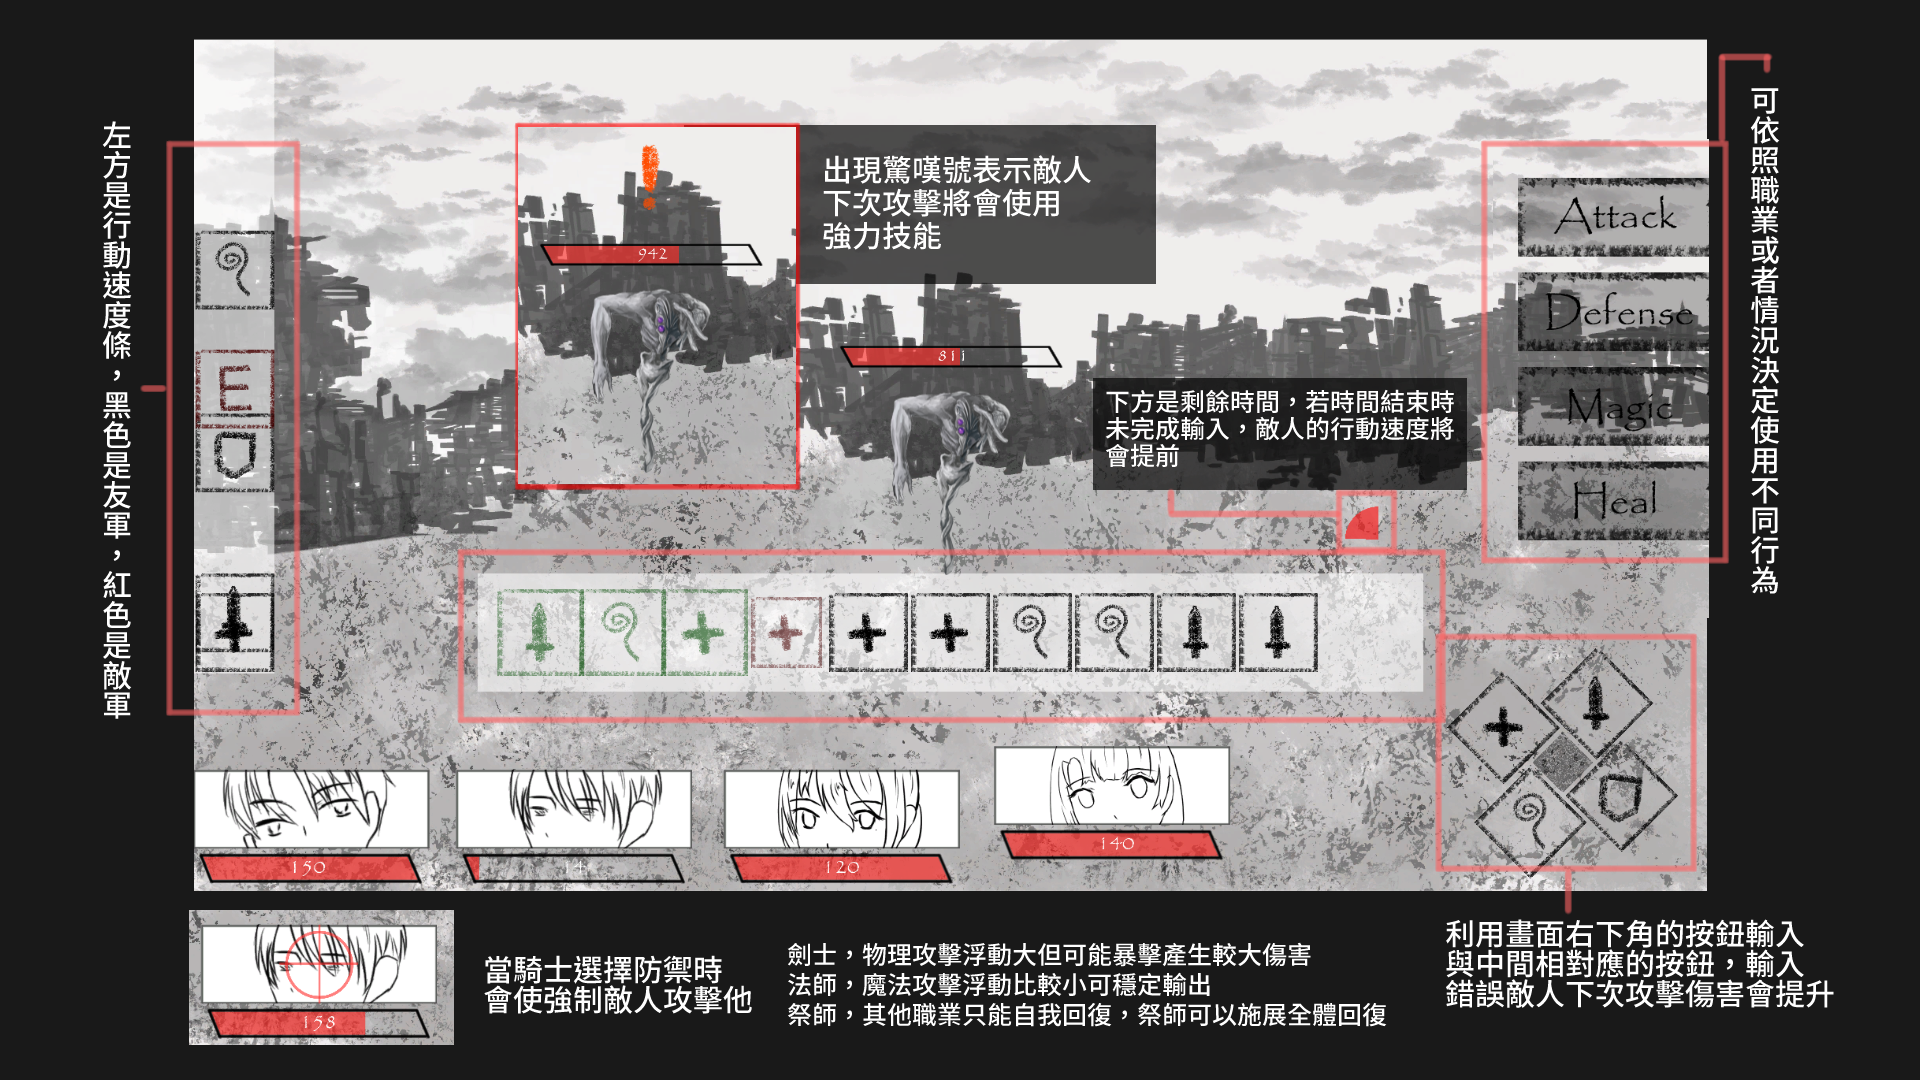 左方是行動速度條，黑色是友軍，紅色是敵軍
E
942
出現驚嘆號表示敵人
下次攻擊將會使用
強力技能
811
下方是剩餘時間，若時間結束時
未完成輸入，敵人的行動速度將
會提前
Attack
Defense
Magic
Heal
可依照職業或者情況決定使用不同行為
150
120
140
158
當騎士選擇防禦時
會使強制敵人攻擊他
劍士，物理攻擊浮動大但可能暴擊產生較大傷害
法師，魔法攻擊浮動比較小可穩定輸出
祭師，其他職業只能自我回復，祭師可以施展全體回復
利用畫面右下角的按鈕輸入
與中間相對應的按鈕，輸入
錯誤敵人下次攻擊傷害會提升